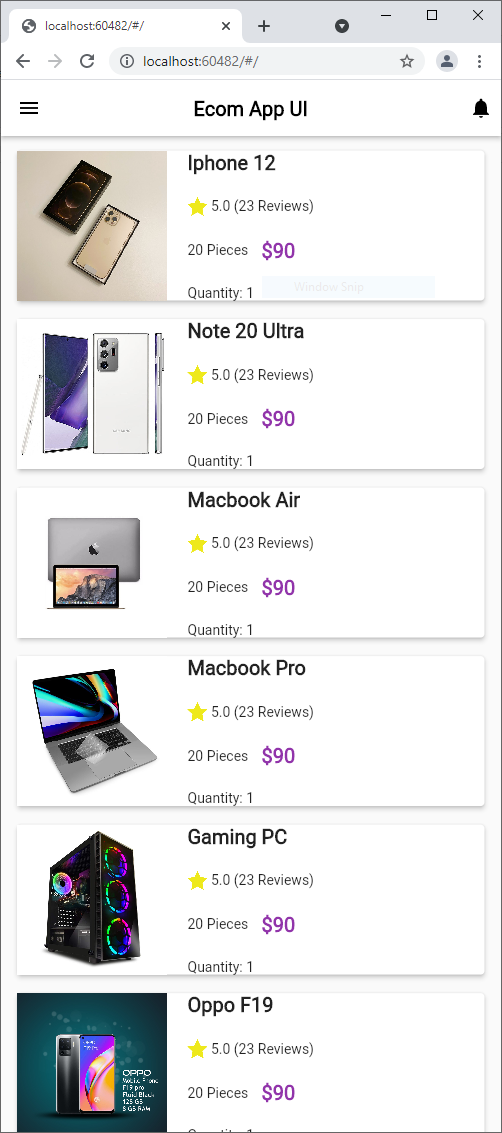 localhost:60482/#/
localhost:60482/#/
Ecom App UI
Iphone 12
5.0 (23 Reviews)
20 Pieces $90
Quantity: 1
Window Snip
Note 20 Ultra
5.0 (23 Reviews)
20 Pieces $90
Quantity: 1
Macbook Air
5.0 (23 Reviews)
20 Pieces $90
Quantity: 1
Macbook Pro
5.0 (23 Reviews)
20 Pieces $90
Quantity: 1
Gaming PC
5.0 (23 Reviews)
20 Pieces $90
Quantity: 1
Oppo F19
5.0 (23 Reviews)
20 Pieces $90
OPPO
Mobile Phone
F19 pro
Fluid Black
128 GB
8 GB RAM